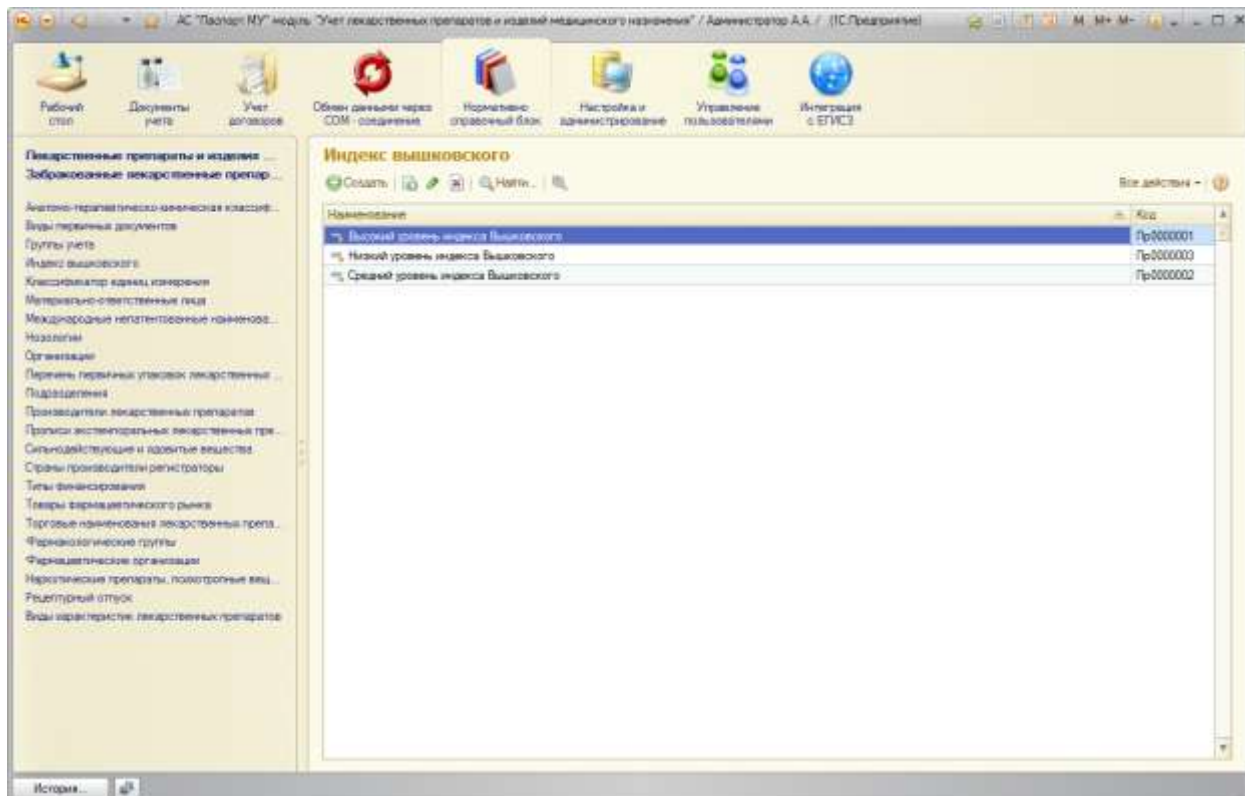 АС "Паспорт МУ" модуль "Учет лекарственных препаратов и изделий медицинского назначения" / Администратор А.А. / (1С:Предприятие)
M M+ M-
Рабочий стол
Документы учета
Учет договоров
Обмен данными через COM - соединение
Нормативно справочный блок
Настройка и администрирование
Управление пользователями
Интеграция с ЕГИСЗ
Лекарственные препараты и изделия ...
Забракованные лекарственные препар...
Анатомо-терапевтическо-химическая классиф...
Виды первичных документов
Группы учета
Индекс вышковского
Классификатор единиц измерения
Материально-ответственные лица
Международные непатентованные наименова...
Нозологии
Организации
Перечень первичных упаковок лекарственных ...
Подразделения
Производители лекарственных препаратов
Прописи экстемпоральных лекарственных пре...
Сильнодействующие и ядовитые вещества
Страны производители регистраторы
Типы финансирования
Товары фармацевтического рынка
Торговые наименования лекарственных препа...
Фармакологические группы
Фармацевтические организации
Наркотические препараты, психотропные вещ...
Рецептурный отпуск
Виды характеристик лекарственных препаратов
Индекс вышковского
Создать
Найти...
Все действия
Наименование
Код
Высокий уровень индекса Вышковского
Пр0000001
Низкий уровень индекса Вышковского
Пр0000003
Средний уровень индекса Вышковского
Пр0000002
История...